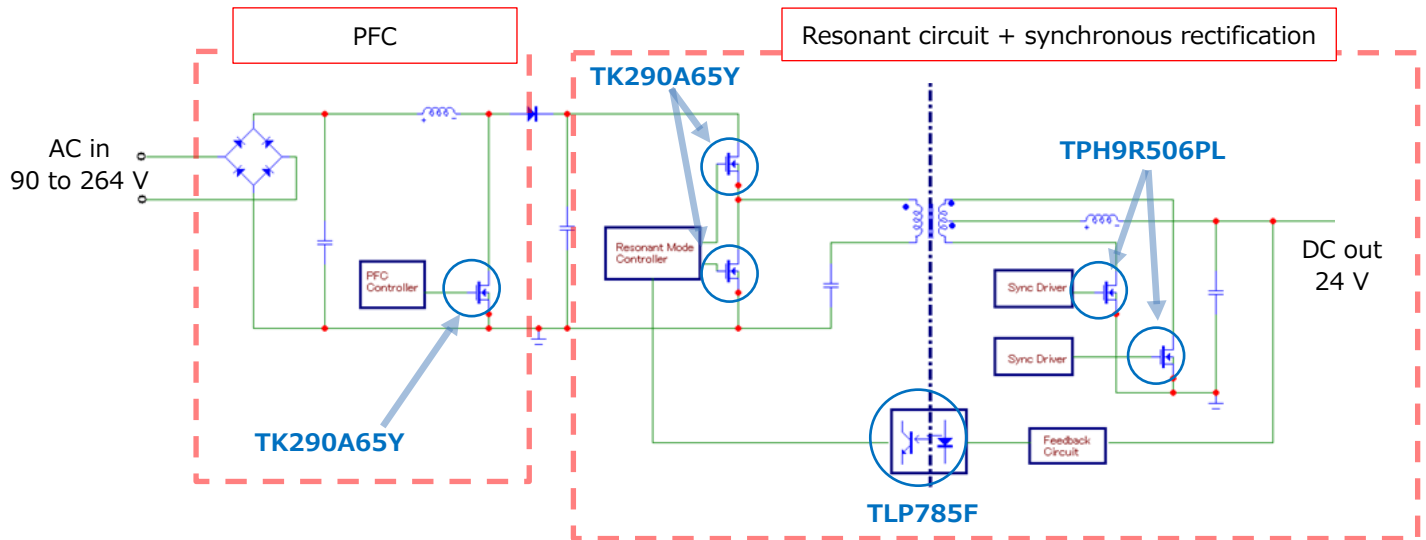 PFC
Resonant circuit + synchronous rectification
TK290A65Y
TPH9R506PL
AC in
90 to 264 V
+
-
PFC
Controller
Resonant Mode
Controller
+
-
Sync Driver
Sync Driver
DC out
24 V
TK290A65Y
Feedback
Circuit
TLP785F